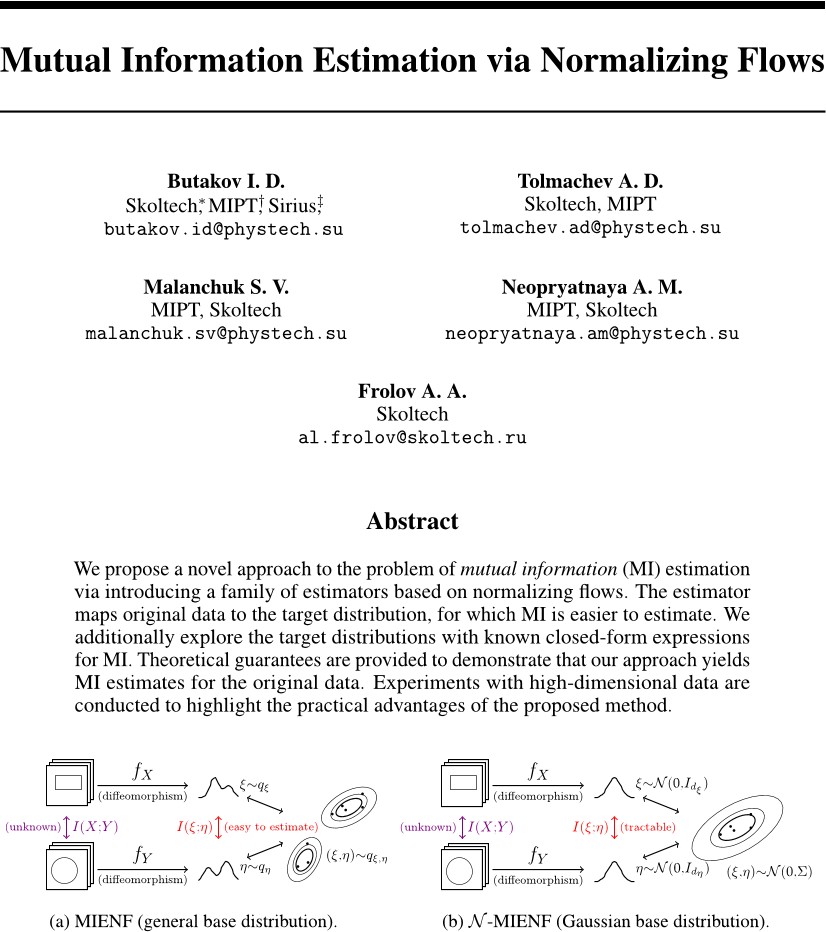 Mutual Information Estimation via Normalizing Flows
Butakov I. D.
Skoltech,* MIPT,† Sirius,‡
butakov.id@phystech.su
Tolmachev A. D.
Skoltech, MIPT
tolmachev.ad@phystech.su
Malanchuk S. V.
MIPT, Skoltech
malanchuk.sv@phystech.su
Neopryatnaya A. M.
MIPT, Skoltech
neopryatnaya.am@phystech.su
Frolov A. A.
Skoltech
al.frolov@skoltech.ru
Abstract
We propose a novel approach to the problem of mutual information (MI) estimation
via introducing a family of estimators based on normalizing flows. The estimator
maps original data to the target distribution, for which MI is easier to estimate. We
additionally explore the target distributions with known closed-form expressions
for MI. Theoretical guarantees are provided to demonstrate that our approach yields
MI estimates for the original data. Experiments with high-dimensional data are
conducted to highlight the practical advantages of the proposed method.
f_X
(diffeomorphism)
ξ∼q_ξ
(unknown) I(X;Y)
I(ξ;η) (easy to estimate)
f_Y
(diffeomorphism)
η∼q_η
(ξ,η)∼q_{ξ,η}
(a) MIENF (general base distribution).
f_X
(diffeomorphism)
ξ∼𝒩(0,I_{d_ξ})
(unknown) I(X;Y)
I(ξ;η) (tractable)
f_Y
(diffeomorphism)
η∼𝒩(0,I_{d_η})
(ξ,η)∼𝒩(0,Σ)
(b) 𝒩-MIENF (Gaussian base distribution).